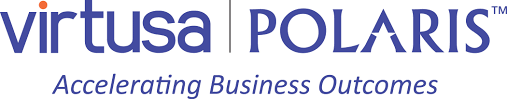 virtusa | POLARIS™
Accelerating Business Outcomes